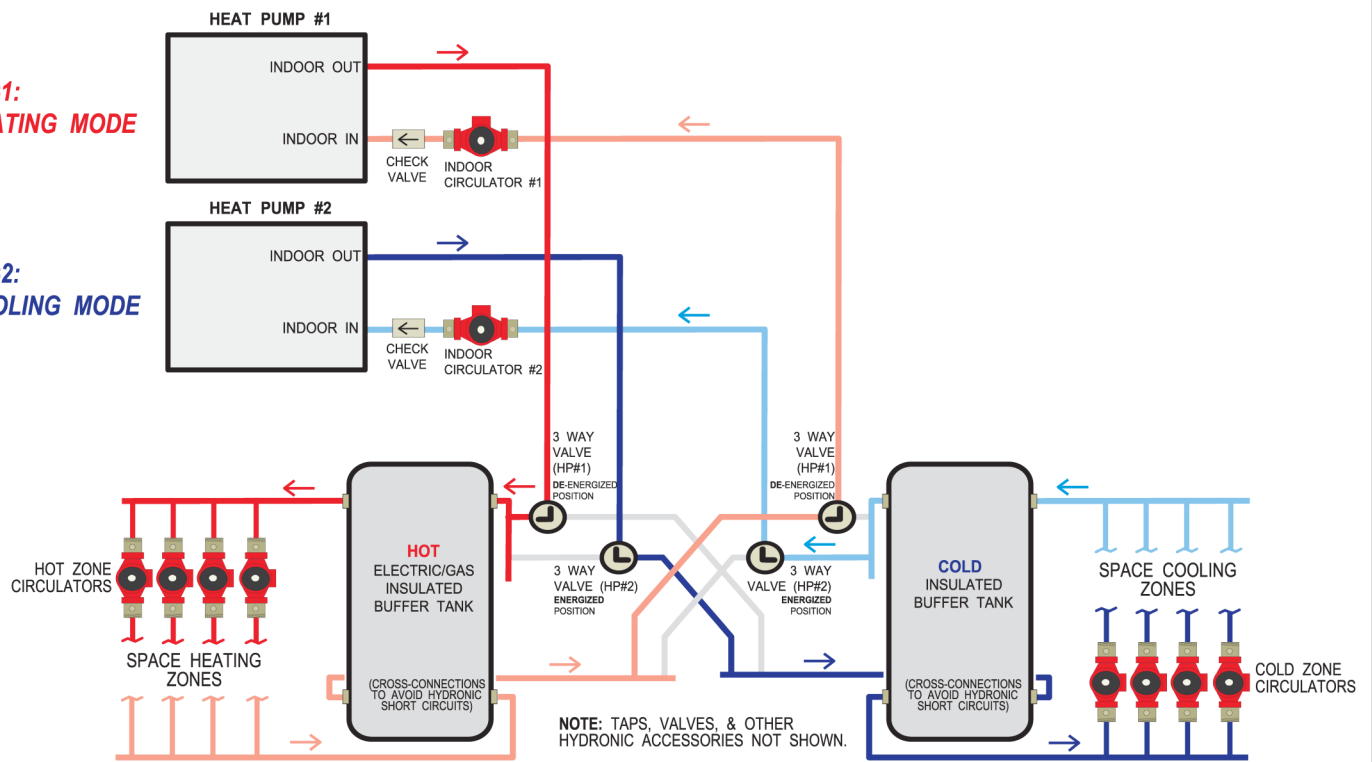 HEAT PUMP #1
INDOOR OUT
INDOOR IN
CHECK
VALVE
INDOOR
CIRCULATOR #1
1:
ATING MODE
HEAT PUMP #2
INDOOR OUT
INDOOR IN
CHECK
VALVE
INDOOR
CIRCULATOR #2
2:
OLING MODE
3 WAY
VALVE
(HP#1)
DE-ENERGIZED
POSITION
3 WAY
VALVE
(HP#1)
DE-ENERGIZED
POSITION
HOT ZONE
CIRCULATORS
HOT
ELECTRIC/GAS
INSULATED
BUFFER TANK
3 WAY
VALVE (HP#2)
ENERGIZED
POSITION
3 WAY
VALVE (HP#2)
ENERGIZED
POSITION
COLD
INSULATED
BUFFER TANK
SPACE COOLING
ZONES
SPACE HEATING
ZONES
(CROSS-CONNECTIONS
TO AVOID HYDRONIC
SHORT CIRCUITS)
(CROSS-CONNECTIONS
TO AVOID HYDRONIC
SHORT CIRCUITS)
COLD ZONE
CIRCULATORS
NOTE: TAPS, VALVES, & OTHER
HYDRONIC ACCESSORIES NOT SHOWN.